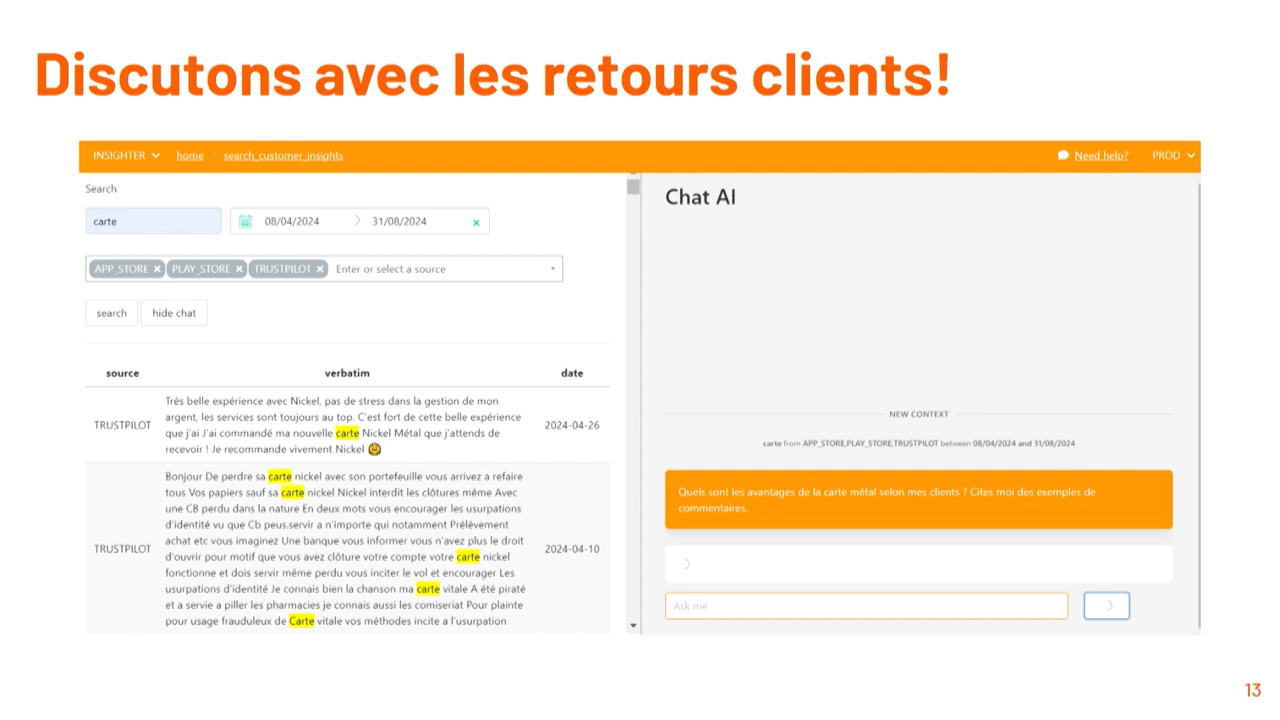 Discutons avec les retours clients!
INSIGHTER home / search_customer_insights Need help? PROD
Search
carte 08/04/2024 31/08/2024
APP_STORE × PLAY_STORE × TRUSTPILOT × Enter or select a source
search hide chat
source verbatim date
TRUSTPILOT
Très belle expérience avec Nickel, pas de stress dans la gestion de mon
argent, les services sont toujours au top. C'est fort de cette belle expérience
que j'ai J'ai commandé ma nouvelle carte Nickel Métal que j'attends de
recevoir ! Je recommande vivement Nickel
2024-04-26
TRUSTPILOT
Bonjour De perdre sa carte nickel avec son portefeuille vous arrivez a refaire
tous Vos papiers sauf sa carte nickel Nickel interdit les clôtures même Avec
une CB perdu dans la nature En deux mots vous encourager les usurpations
d'identité vu que Cb peus.servir a n'importe qui notamment Prélèvement
achat etc vous imaginez Une banque vous informer vous n'avez plus le droit
d'ouvrir pour motif que vous avez clôture votre compte votre carte nickel
fonctionne et dois servir même perdu vous inciter le vol et encourager Les
usurpations d'identité Je connais bien la chanson ma carte vitale A été piraté
et a servie a piller les pharmacies je connais aussi les comiseriat Pour plainte
pour usage frauduleux de Carte vitale vos méthodes incite a l'usurpation
2024-04-10
Chat AI
NEW CONTEXT
carte from APP_STORE,PLAY_STORE,TRUSTPILOT between 08/04/2024 and 31/08/2024
Quels sont les avantages de la carte métal selon mes clients ? Cites moi des exemples de
commentaires.
Ask me
13